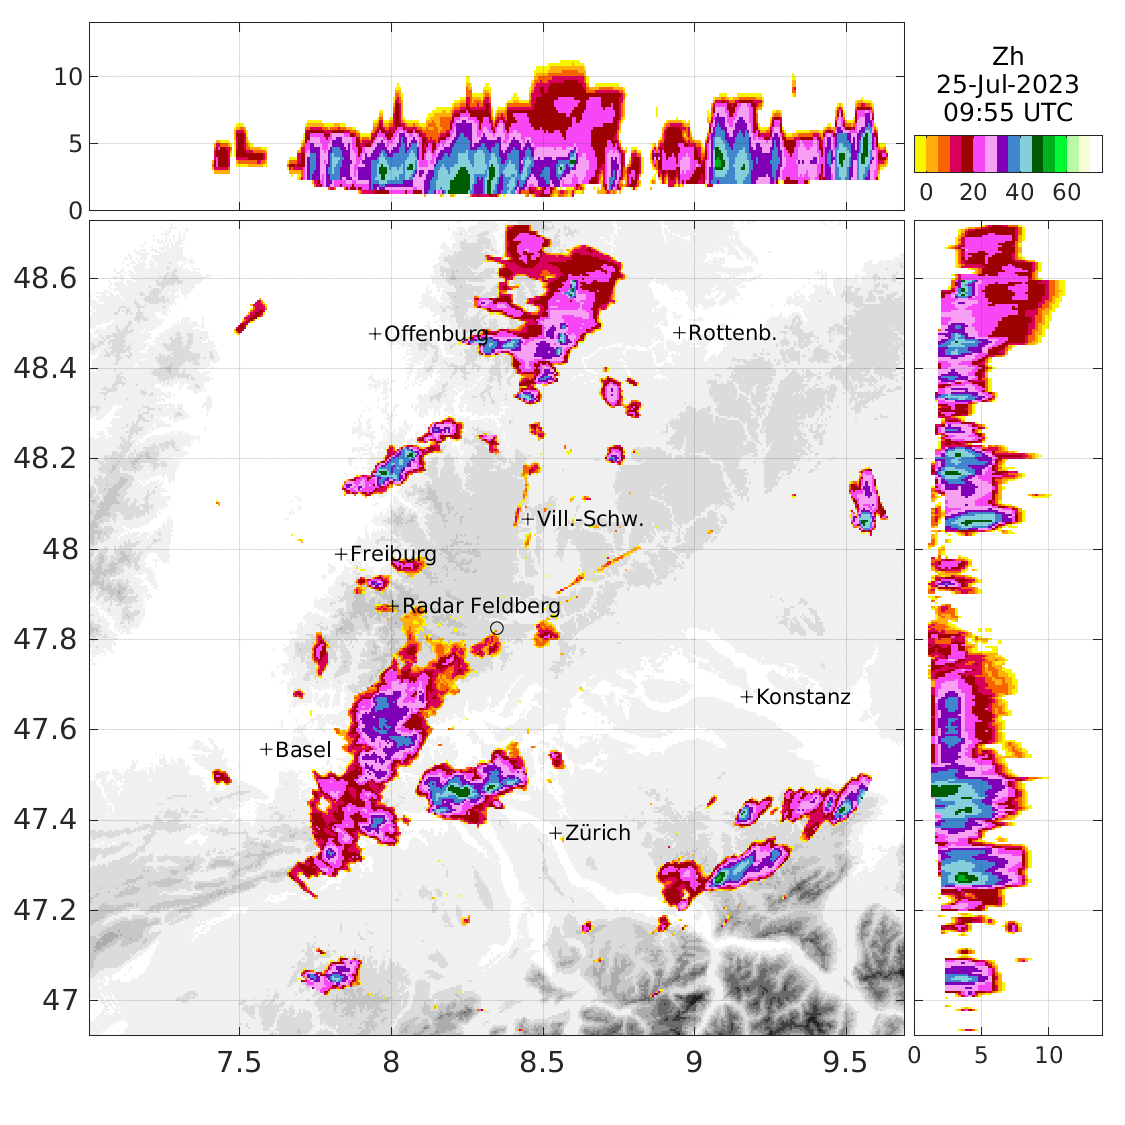 10
5
0
Zh
25-Jul-2023
09:55 UTC
0 20 40 60
48.6
48.4
48.2
48
47.8
47.6
47.4
47.2
47
+Offenburg
+Rottenb.
+Vill.-Schw.
+Freiburg
+Radar Feldberg
+Konstanz
+Basel
+Zürich
7.5 8 8.5 9 9.5
0 5 10